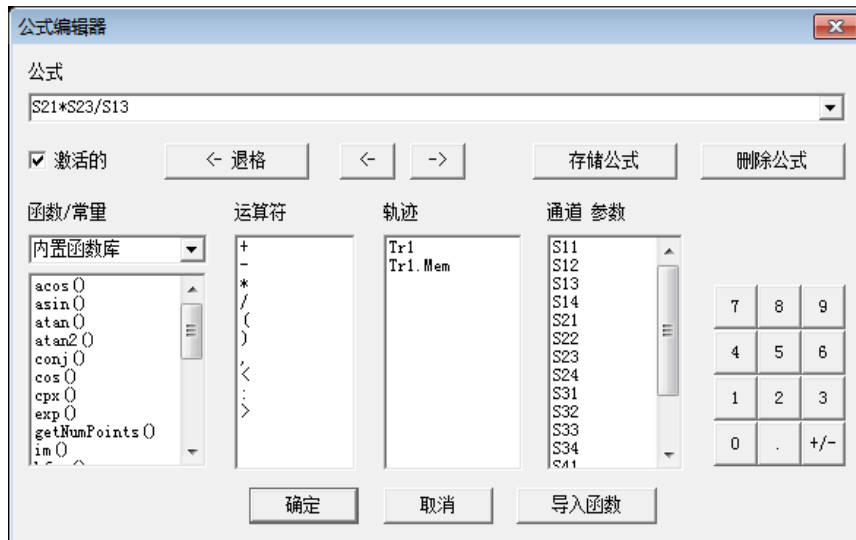 公式编辑器
公式
S21*S23/S13
激活的
<- 退格
<-
->
存储公式
删除公式
函数/常量
运算符
轨迹
通道 参数
内置函数库
acos()
asin()
atan()
atan2()
conj()
cos()
cpx()
exp()
getNumPoints()
im()
+
-
*
/
(
)
,
<
:
>
Tr1
Tr1.Mem
S11
S12
S13
S14
S21
S22
S23
S24
S31
S32
S33
S34
S41
7 8 9
4 5 6
1 2 3
0 . +/-
确定
取消
导入函数